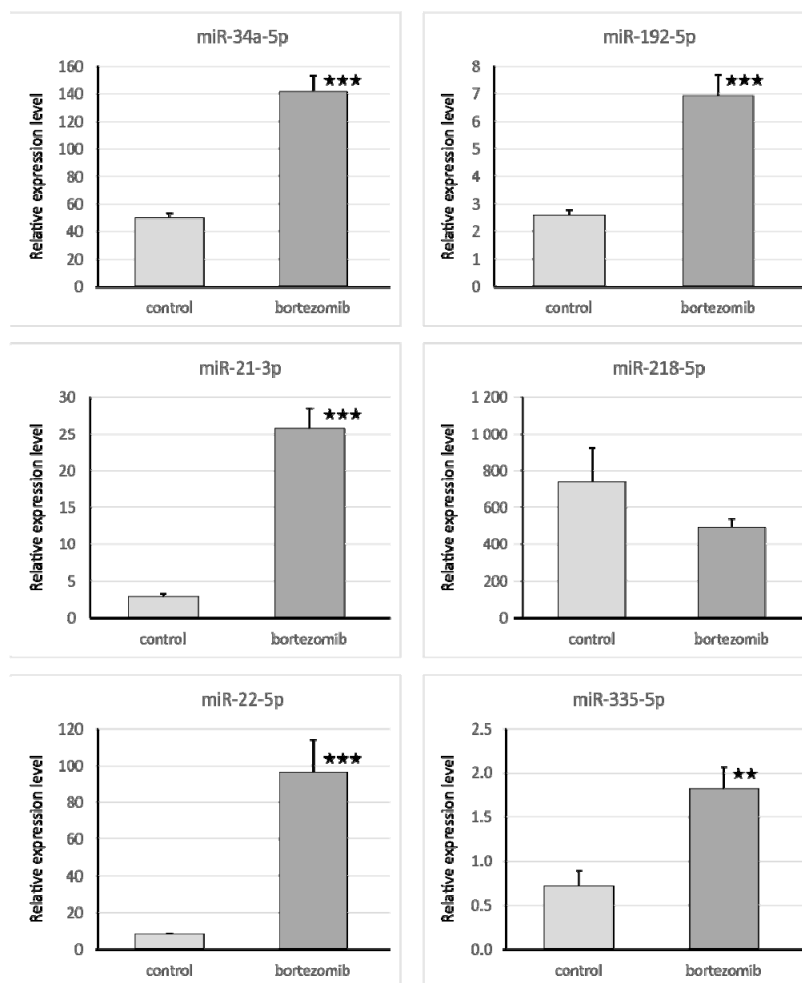 miR-34a-5p
Relative expression level
160
140
120
100
80
60
40
20
0
★★★
control bortezomib
miR-192-5p
Relative expression level
8
7
6
5
4
3
2
1
0
★★★
control bortezomib
miR-21-3p
Relative expression level
30
25
20
15
10
5
0
★★★
control bortezomib
miR-218-5p
Relative expression level
1 200
1 000
800
600
400
200
0
control bortezomib
miR-22-5p
Relative expression level
120
100
80
60
40
20
0
★★★
control bortezomib
miR-335-5p
Relative expression level
2.5
2.0
1.5
1.0
0.5
0.0
★★
control bortezomib